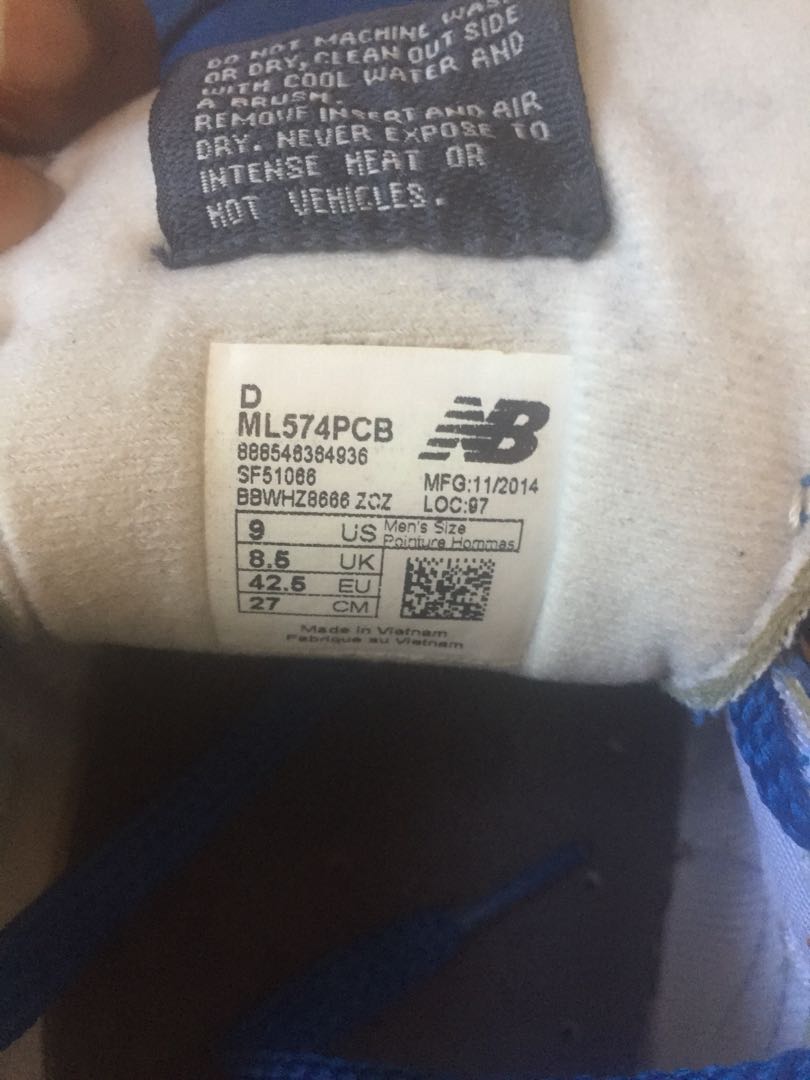 DO NOT MACHINE WASH
OR DRY, CLEAN OUT SIDE
WITH COOL WATER AND
A BRUSH.
REMOVE INSERT AND AIR
DRY. NEVER EXPOSE TO
INTENSE HEAT OR
HOT VEHICLES.
D
ML574PCB
888546364936
SF51066
BBWHZ8666 ZCZ
NB
MFG:11/2014
LOC:97
9 US Men's Size
Pointure Hommes
8.5 UK
42.5 EU
27 CM
Made in Vietnam
Fabrique au Vietnam